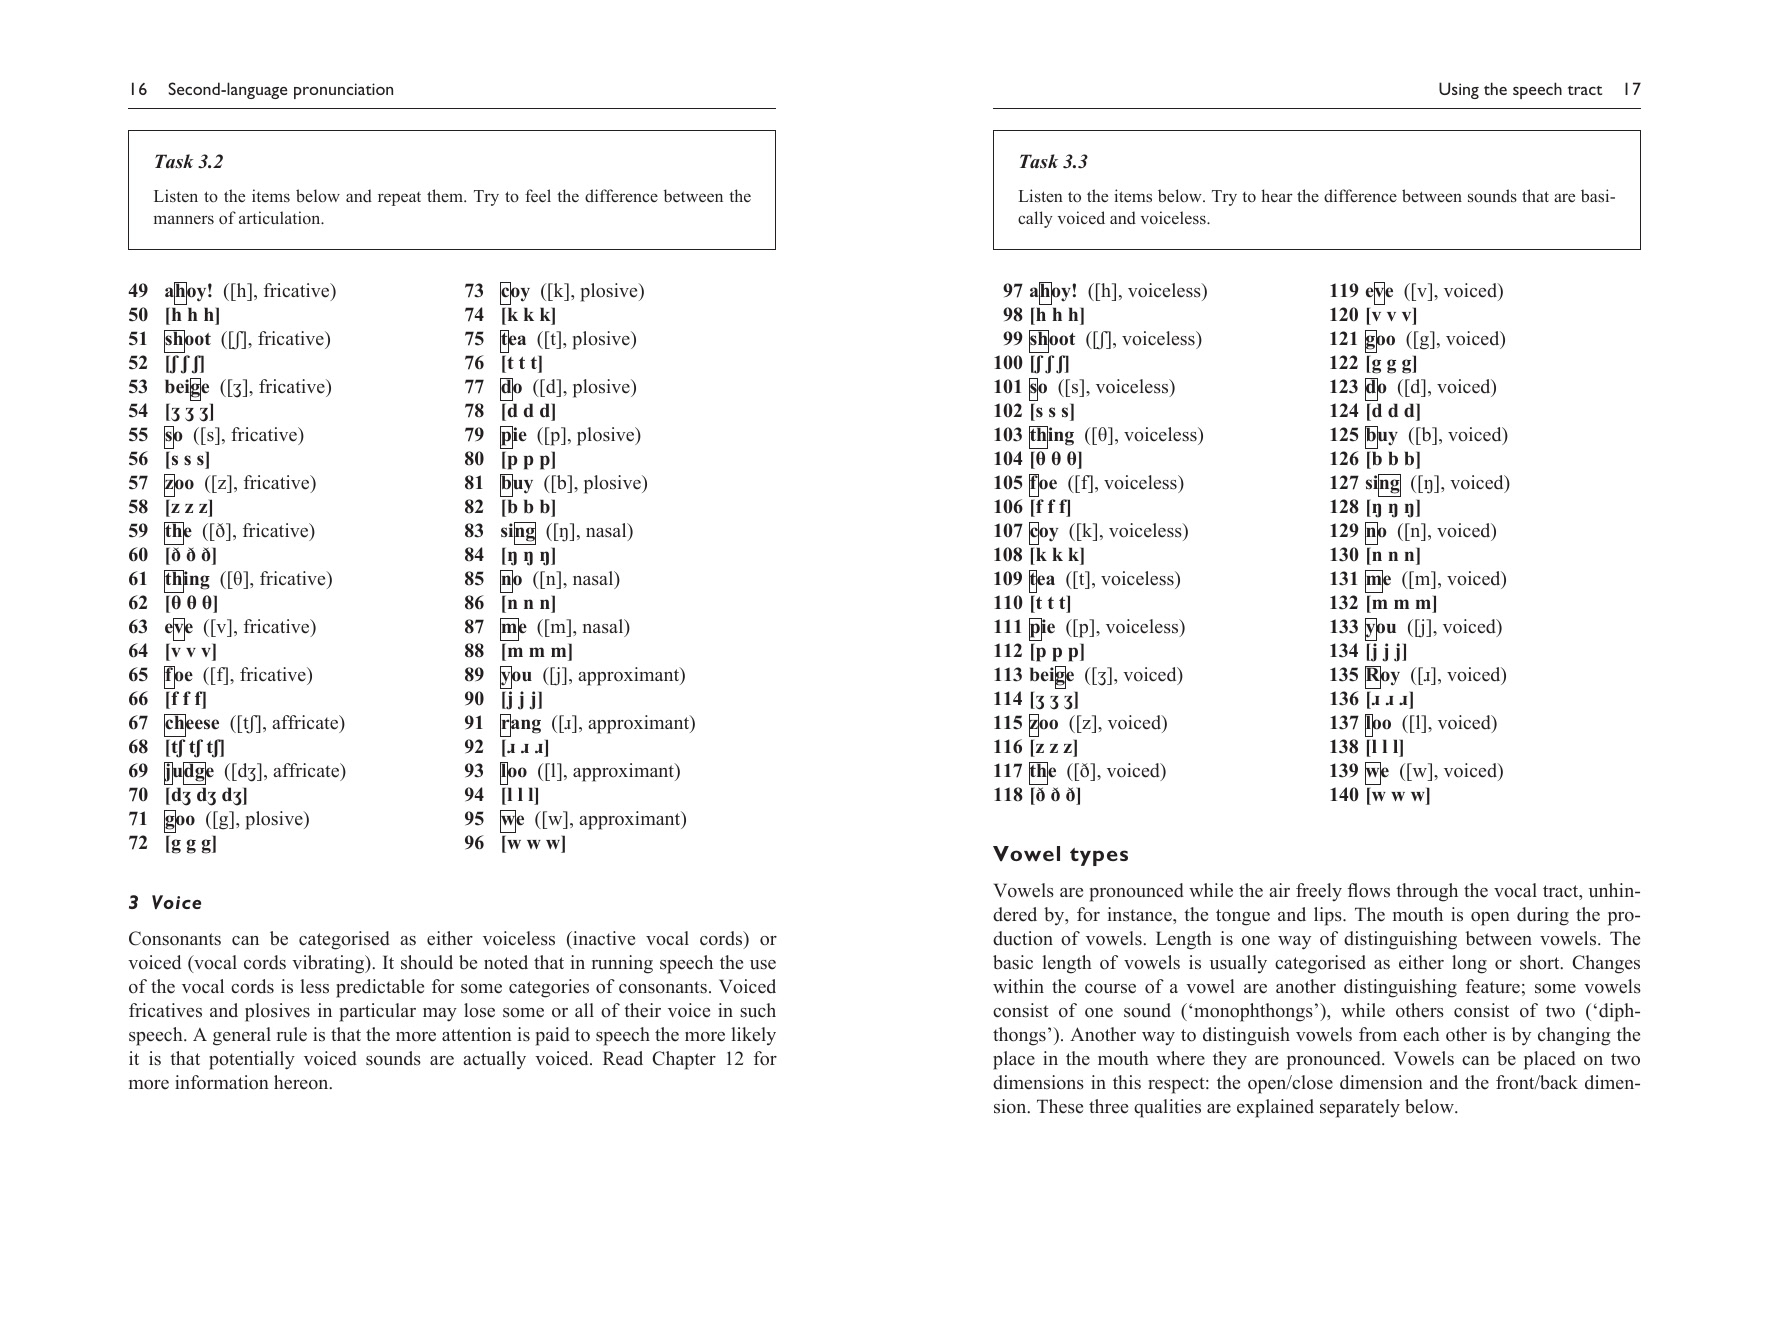 16 Second-language pronunciation
Task 3.2
Listen to the items below and repeat them. Try to feel the difference between the
manners of articulation.
49 ahoy! ([h], fricative)
50 [h h h]
51 shoot ([ʃ], fricative)
52 [ʃ ʃ ʃ]
53 beige ([ʒ], fricative)
54 [ʒ ʒ ʒ]
55 so ([s], fricative)
56 [s s s]
57 zoo ([z], fricative)
58 [z z z]
59 the ([ð], fricative)
60 [ð ð ð]
61 thing ([θ], fricative)
62 [θ θ θ]
63 eve ([v], fricative)
64 [v v v]
65 foe ([f], fricative)
66 [f f f]
67 cheese ([tʃ], affricate)
68 [tʃ tʃ tʃ]
69 judge ([dʒ], affricate)
70 [dʒ dʒ dʒ]
71 goo ([g], plosive)
72 [g g g]
73 coy ([k], plosive)
74 [k k k]
75 tea ([t], plosive)
76 [t t t]
77 do ([d], plosive)
78 [d d d]
79 pie ([p], plosive)
80 [p p p]
81 buy ([b], plosive)
82 [b b b]
83 sing ([ŋ], nasal)
84 [ŋ ŋ ŋ]
85 no ([n], nasal)
86 [n n n]
87 me ([m], nasal)
88 [m m m]
89 you ([j], approximant)
90 [j j j]
91 rang ([ɹ], approximant)
92 [ɹ ɹ ɹ]
93 loo ([l], approximant)
94 [l l l]
95 we ([w], approximant)
96 [w w w]
3 Voice
Consonants can be categorised as either voiceless (inactive vocal cords) or
voiced (vocal cords vibrating). It should be noted that in running speech the use
of the vocal cords is less predictable for some categories of consonants. Voiced
fricatives and plosives in particular may lose some or all of their voice in such
speech. A general rule is that the more attention is paid to speech the more likely
it is that potentially voiced sounds are actually voiced. Read Chapter 12 for
more information hereon.
Using the speech tract 17
Task 3.3
Listen to the items below. Try to hear the difference between sounds that are basi-
cally voiced and voiceless.
97 ahoy! ([h], voiceless)
98 [h h h]
99 shoot ([ʃ], voiceless)
100 [ʃ ʃ ʃ]
101 so ([s], voiceless)
102 [s s s]
103 thing ([θ], voiceless)
104 [θ θ θ]
105 foe ([f], voiceless)
106 [f f f]
107 coy ([k], voiceless)
108 [k k k]
109 tea ([t], voiceless)
110 [t t t]
111 pie ([p], voiceless)
112 [p p p]
113 beige ([ʒ], voiced)
114 [ʒ ʒ ʒ]
115 zoo ([z], voiced)
116 [z z z]
117 the ([ð], voiced)
118 [ð ð ð]
119 eve ([v], voiced)
120 [v v v]
121 goo ([g], voiced)
122 [g g g]
123 do ([d], voiced)
124 [d d d]
125 buy ([b], voiced)
126 [b b b]
127 sing ([ŋ], voiced)
128 [ŋ ŋ ŋ]
129 no ([n], voiced)
130 [n n n]
131 me ([m], voiced)
132 [m m m]
133 you ([j], voiced)
134 [j j j]
135 Roy ([ɹ], voiced)
136 [ɹ ɹ ɹ]
137 loo ([l], voiced)
138 [l l l]
139 we ([w], voiced)
140 [w w w]
Vowel types
Vowels are pronounced while the air freely flows through the vocal tract, unhin-
dered by, for instance, the tongue and lips. The mouth is open during the pro-
duction of vowels. Length is one way of distinguishing between vowels. The
basic length of vowels is usually categorised as either long or short. Changes
within the course of a vowel are another distinguishing feature; some vowels
consist of one sound (‘monophthongs’), while others consist of two (‘diph-
thongs’). Another way to distinguish vowels from each other is by changing the
place in the mouth where they are pronounced. Vowels can be placed on two
dimensions in this respect: the open/close dimension and the front/back dimen-
sion. These three qualities are explained separately below.